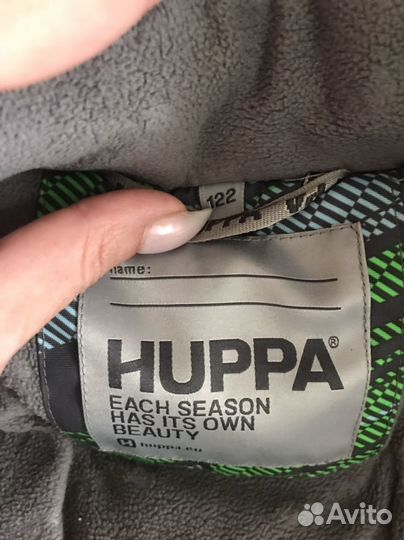 122
name:
HUPPA®
EACH SEASON
HAS ITS OWN
BEAUTY
huppa.eu
Avito